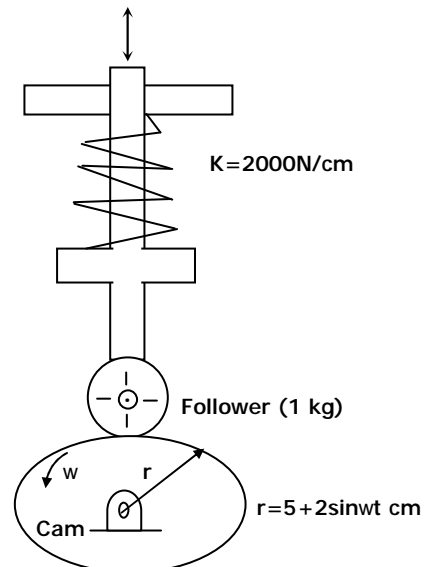 K=2000N/cm
Follower (1 kg)
w
r
r=5+2sinwt cm
Cam